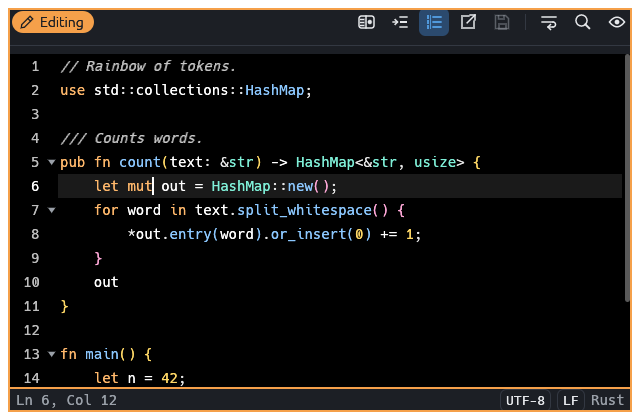 Editing
1 // Rainbow of tokens.
2 use std::collections::HashMap;
3
4 /// Counts words.
5 pub fn count(text: &str) -> HashMap<&str, usize> {
6     let mut out = HashMap::new();
7     for word in text.split_whitespace() {
8         *out.entry(word).or_insert(0) += 1;
9     }
10     out
11 }
12
13 fn main() {
14     let n = 42;
Ln 6, Col 12 UTF-8 LF Rust